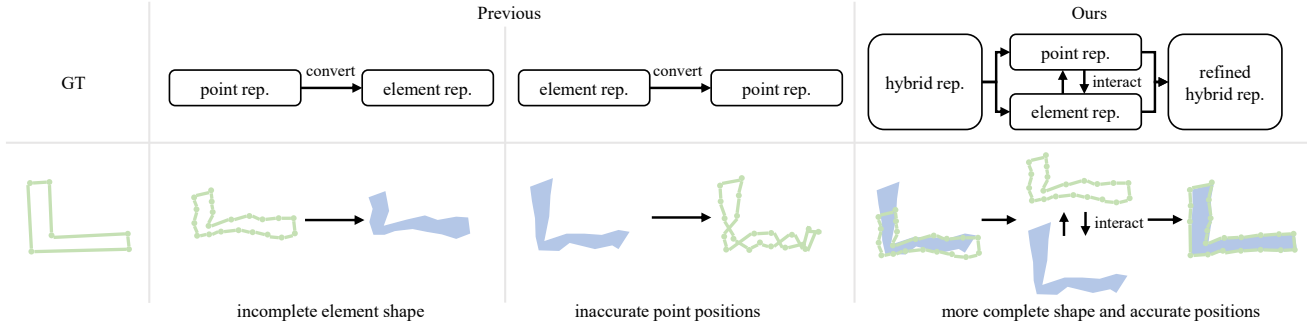 Previous
Ours
GT
point rep.
convert
element rep.
element rep.
convert
point rep.
hybrid rep.
point rep.
interact
element rep.
refined
hybrid rep.
interact
incomplete element shape
inaccurate point positions
more complete shape and accurate positions